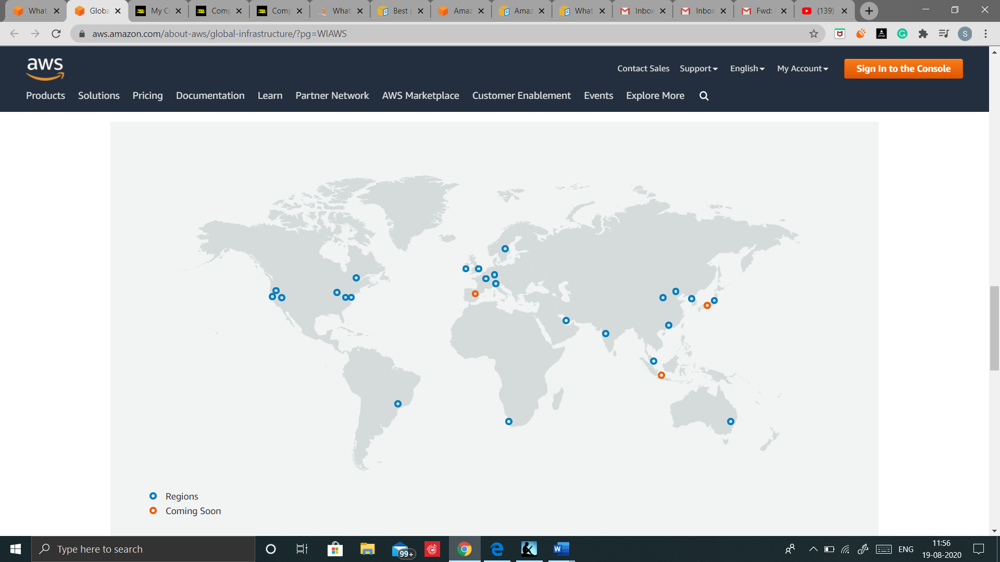 What
Globa
My C
Comp
Comp
What
Best
Amaz
Amaz
What
Inbox
Inbox
Fwd:
(139)
aws.amazon.com/about-aws/global-infrastructure/?pg=WIAWS
S
aws
Contact Sales Support English My Account Sign In to the Console
Products Solutions Pricing Documentation Learn Partner Network AWS Marketplace Customer Enablement Events Explore More
Regions
Coming Soon
Type here to search
99+
ENG
11:56
19-08-2020